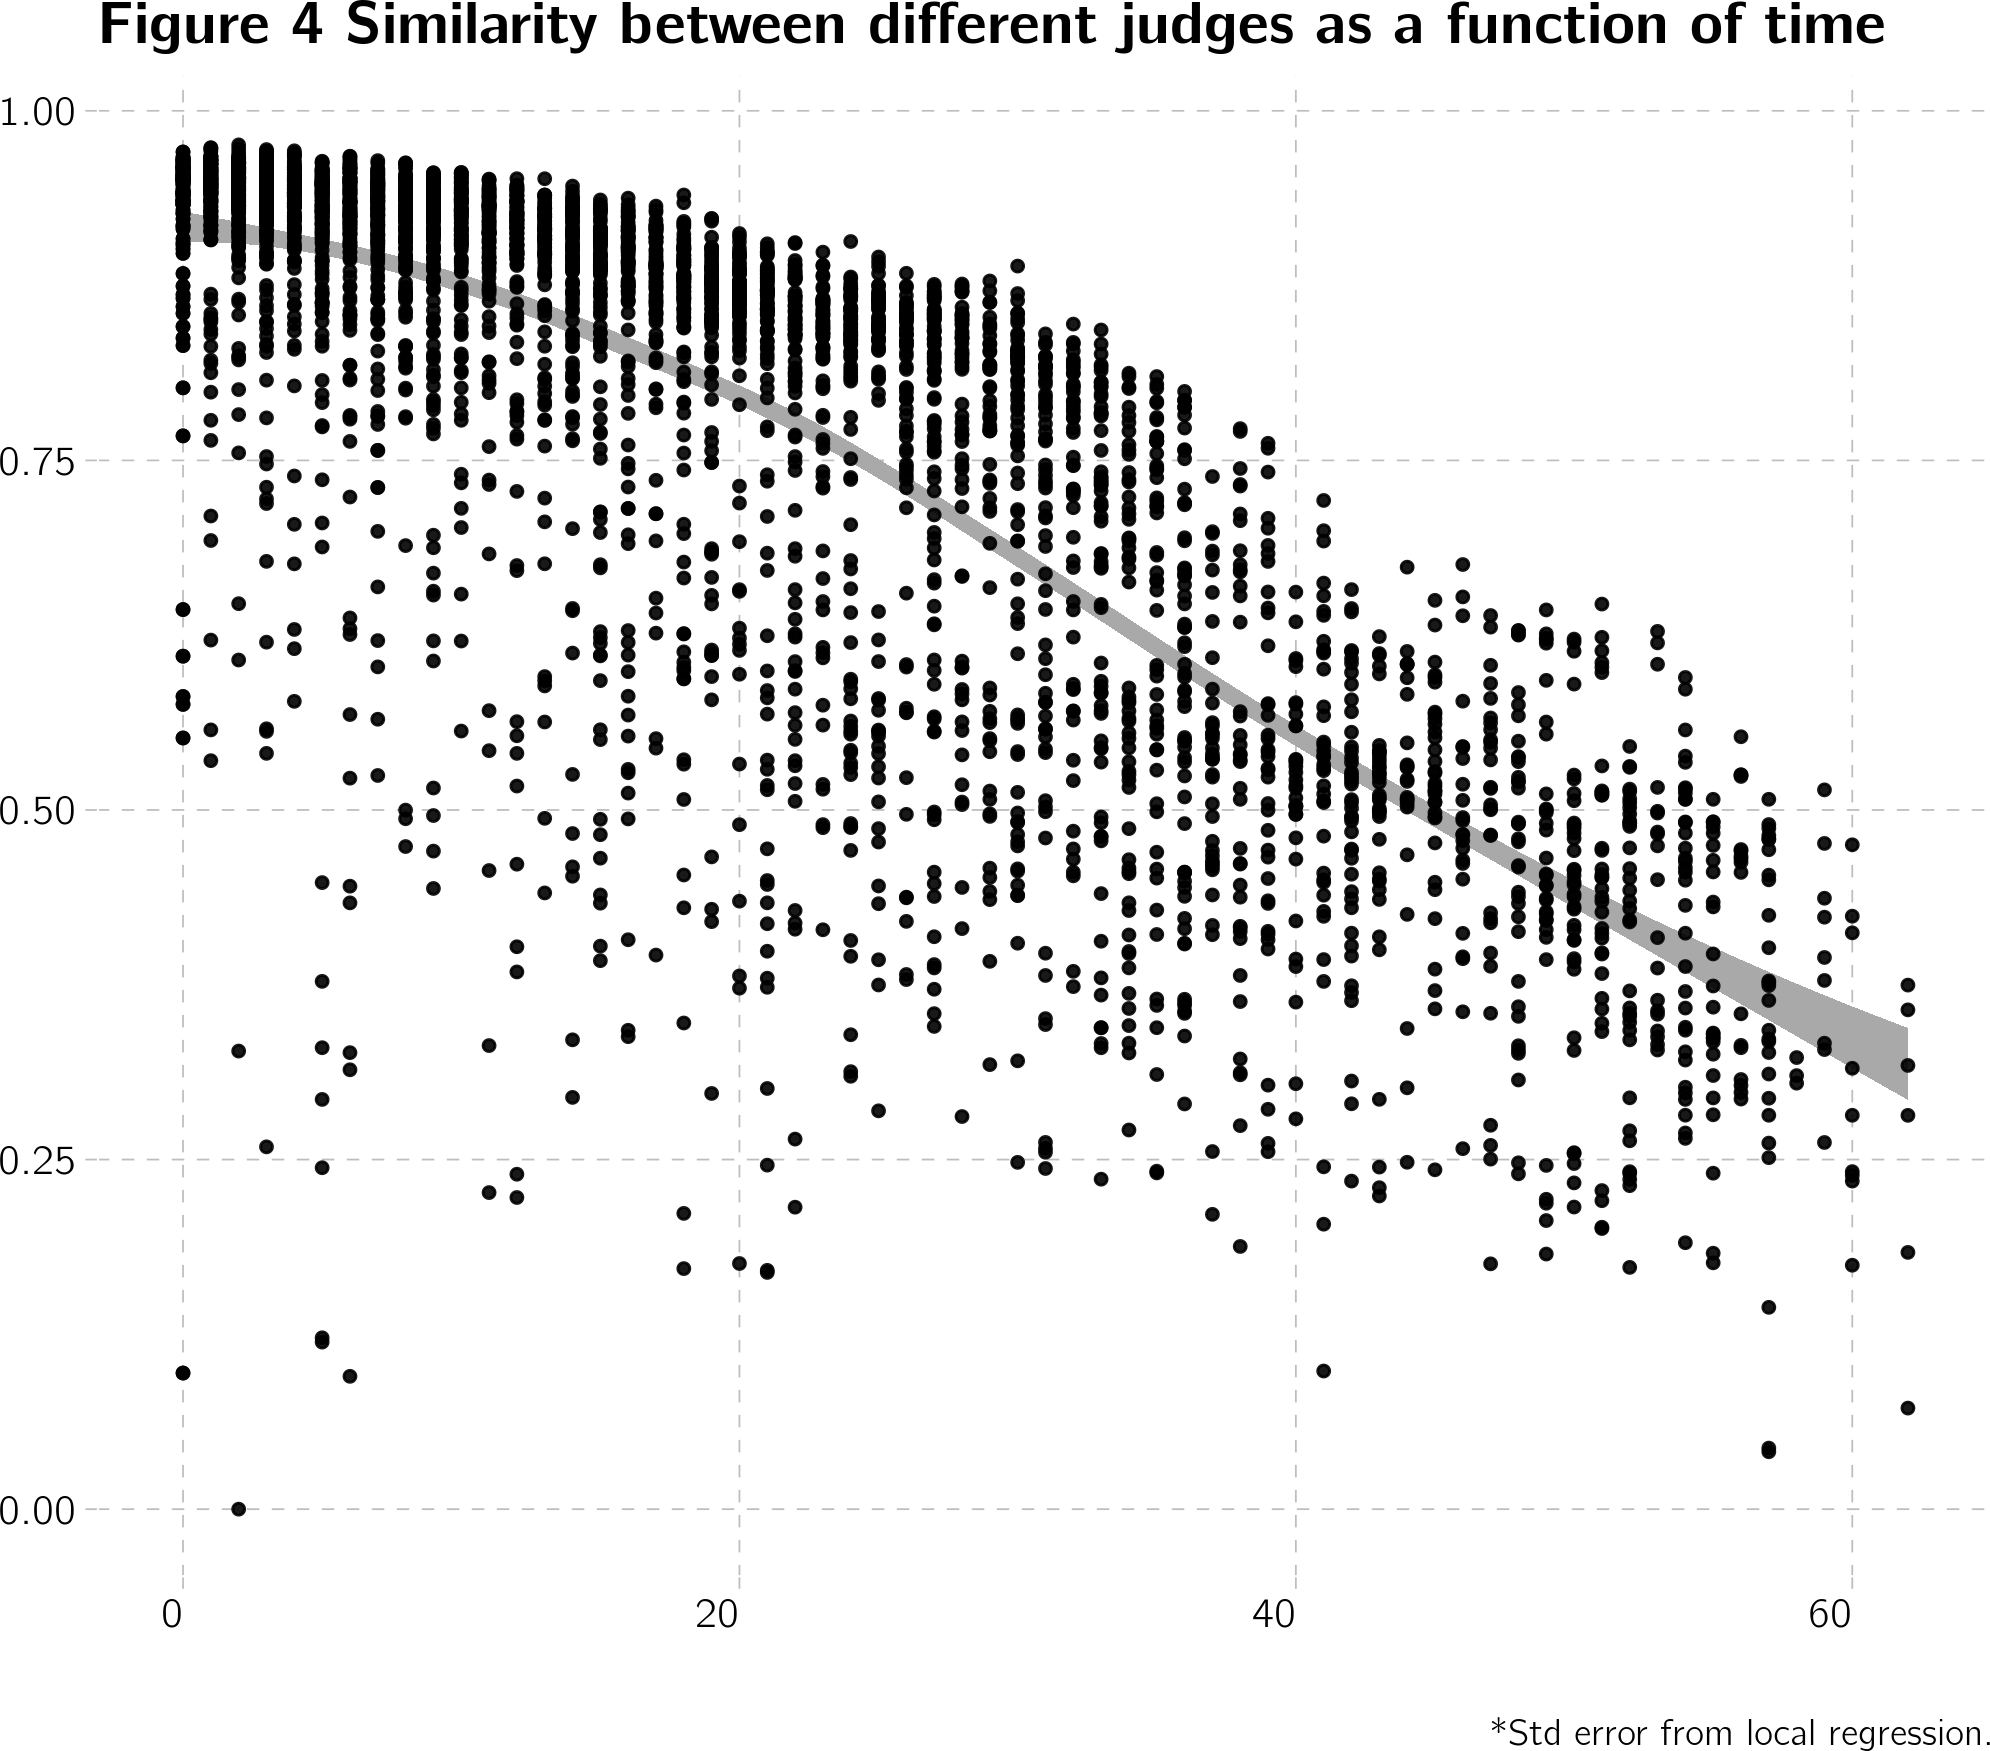 Figure 4 Similarity between different judges as a function of time
1.00
0.75
0.50
0.25
0.00
0 20 40 60
*Std error from local regression.